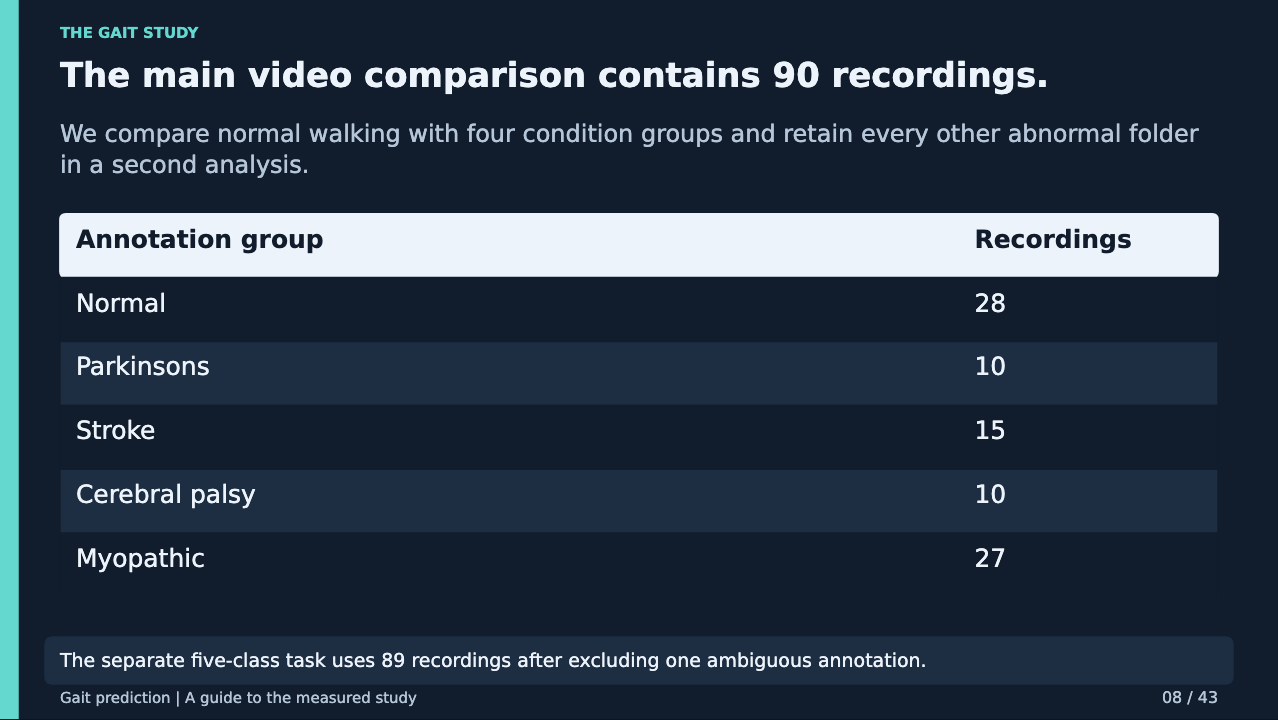 THE GAIT STUDY
The main video comparison contains 90 recordings.
We compare normal walking with four condition groups and retain every other abnormal folder
in a second analysis.
Annotation group Recordings
Normal 28
Parkinsons 10
Stroke 15
Cerebral palsy 10
Myopathic 27
The separate five-class task uses 89 recordings after excluding one ambiguous annotation.
Gait prediction | A guide to the measured study 08 / 43